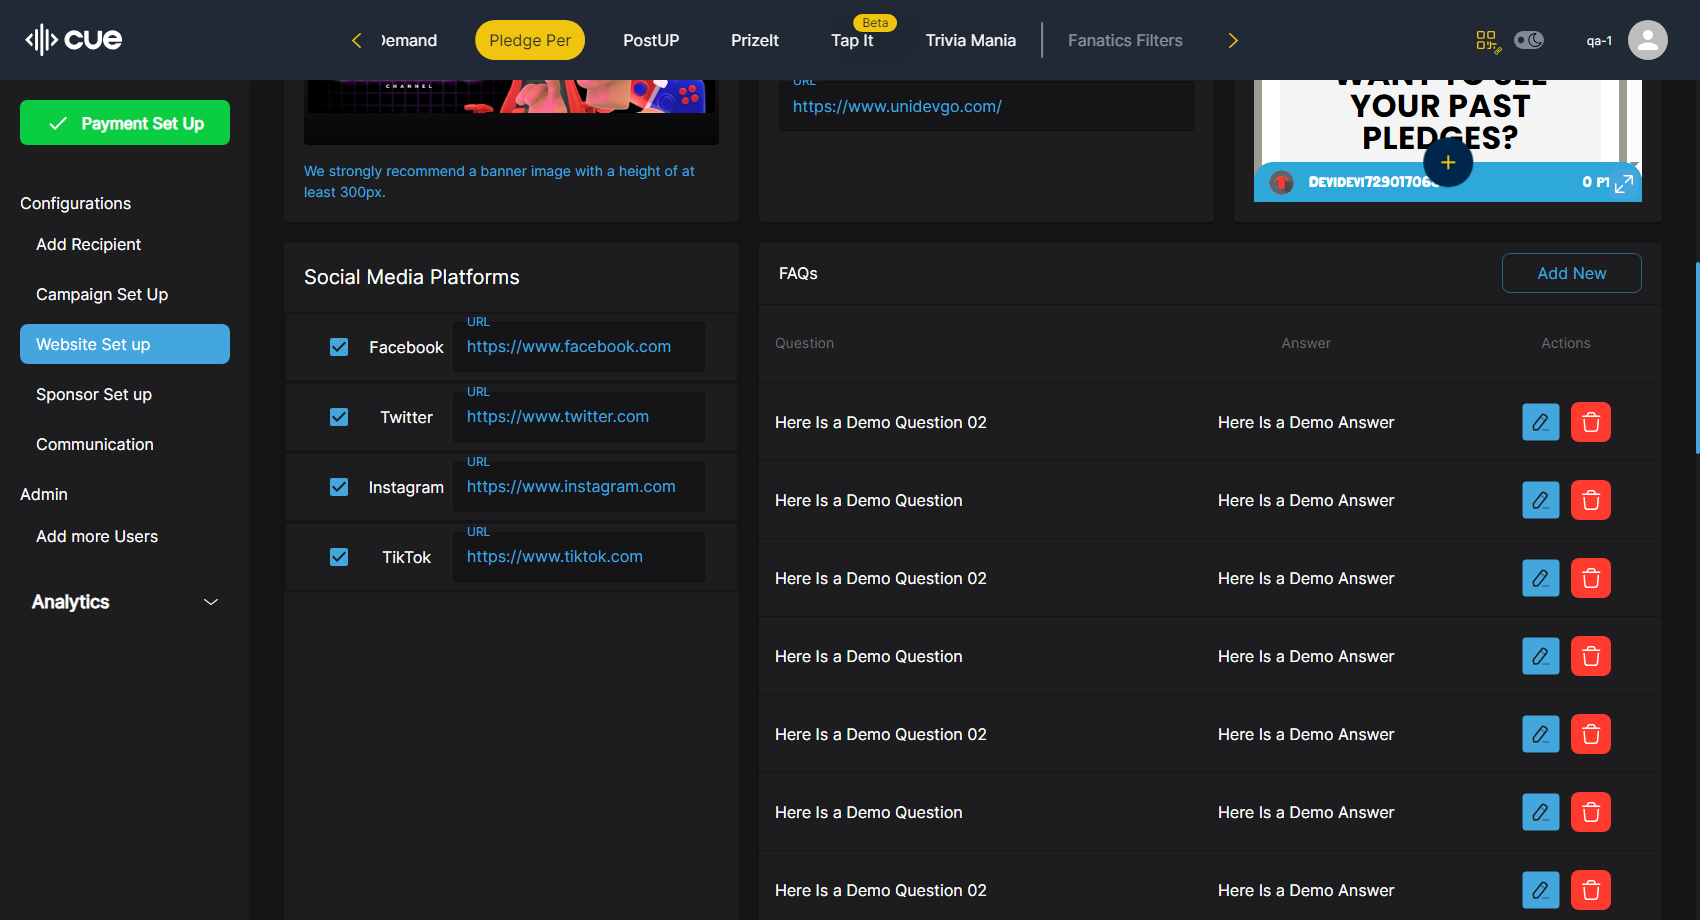 cue
Demand
Pledge Per
PostUP
PrizeIt
Beta
Tap It
Trivia Mania
Fanatics Filters
qa-1
Payment Set Up
Configurations
Add Recipient
Campaign Set Up
Website Set up
Sponsor Set up
Communication
Admin
Add more Users
Analytics
CHANNEL
We strongly recommend a banner image with a height of at
least 300px.
URL
https://www.unidevgo.com/
WANT TO SEE
YOUR PAST
PLEDGES?
0 PT
Social Media Platforms
Facebook
URL
https://www.facebook.com
Twitter
URL
https://www.twitter.com
Instagram
URL
https://www.instagram.com
TikTok
URL
https://www.tiktok.com
FAQs
Add New
Question Answer Actions
Here Is a Demo Question 02 Here Is a Demo Answer
Here Is a Demo Question Here Is a Demo Answer
Here Is a Demo Question 02 Here Is a Demo Answer
Here Is a Demo Question Here Is a Demo Answer
Here Is a Demo Question 02 Here Is a Demo Answer
Here Is a Demo Question Here Is a Demo Answer
Here Is a Demo Question 02 Here Is a Demo Answer